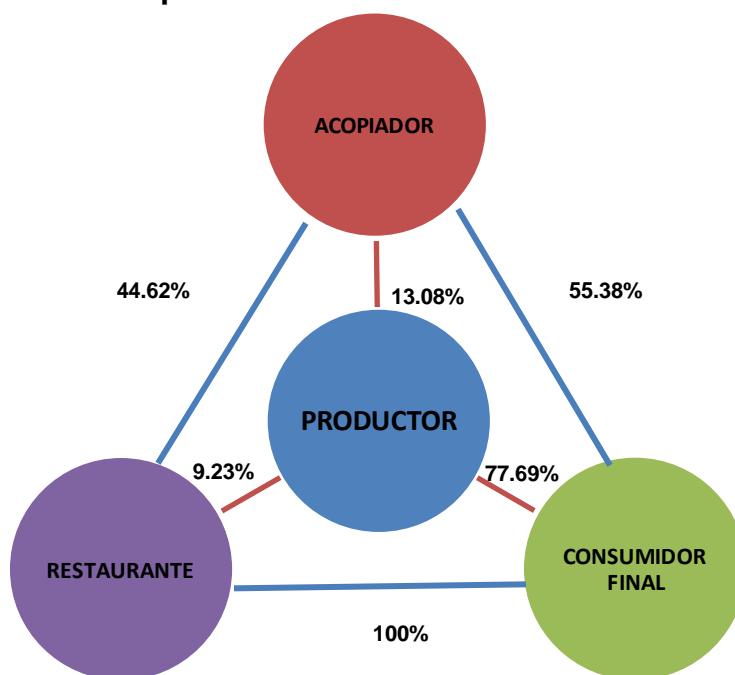 ACOPIADOR
44.62%
13.08%
55.38%
PRODUCTOR
9.23%
77.69%
RESTAURANTE
CONSUMIDOR
FINAL
100%